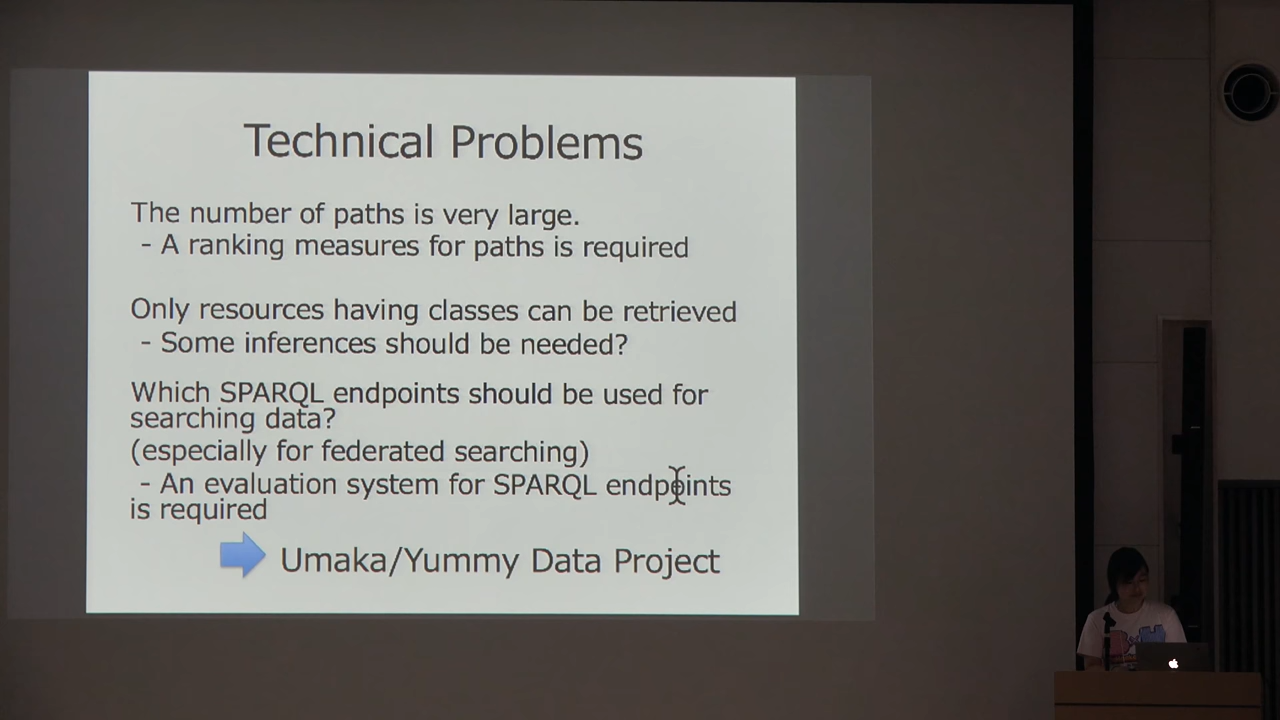 Technical Problems
The number of paths is very large.
- A ranking measures for paths is required
Only resources having classes can be retrieved
- Some inferences should be needed?
Which SPARQL endpoints should be used for
searching data?
(especially for federated searching)
- An evaluation system for SPARQL endpoints
is required
Umaka/Yummy Data Project